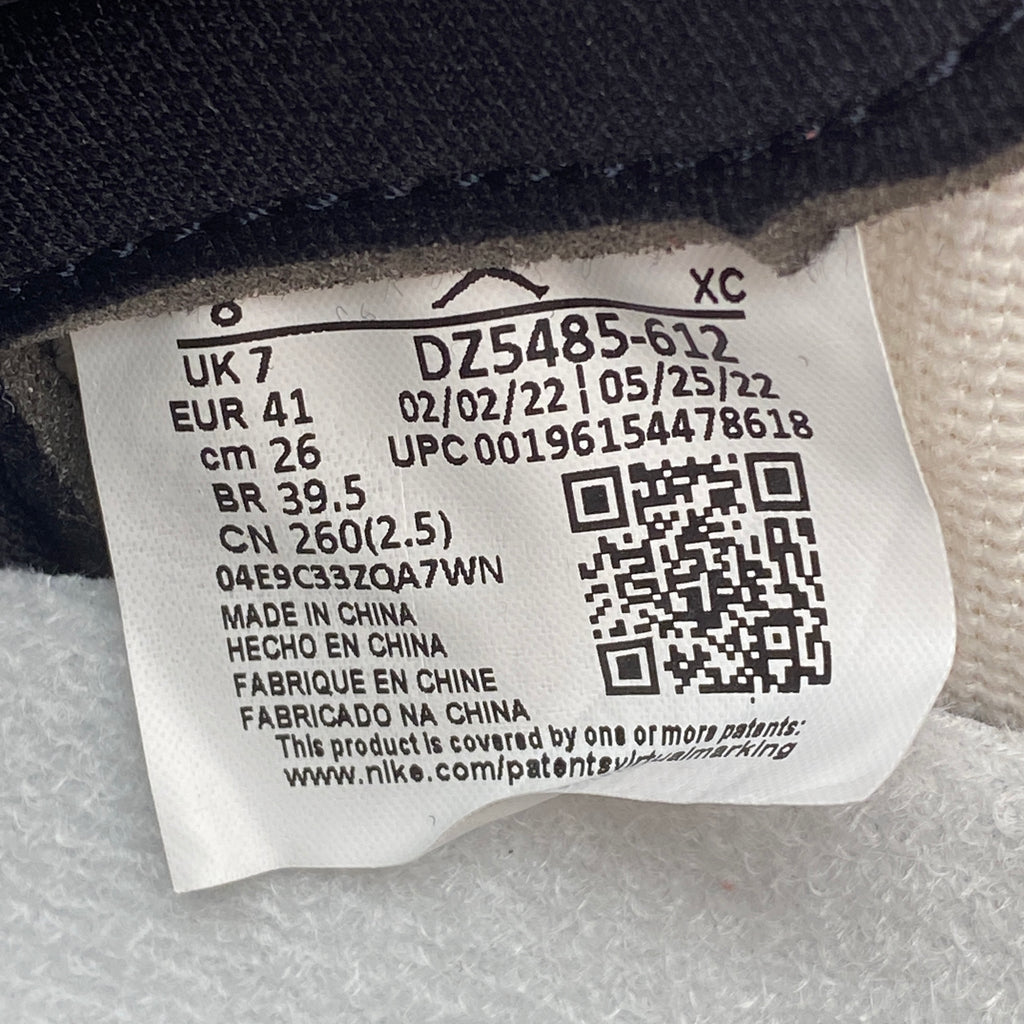 XC
UK 7 DZ5485-612
EUR 41 02/02/22 | 05/25/22
cm 26 UPC 00196154478618
BR 39.5
CN 260(2.5)
04E9C33ZQA7WN
MADE IN CHINA
HECHO EN CHINA
FABRIQUE EN CHINE
FABRICADO NA CHINA
This product is covered by one or more patents:
www.nike.com/patentsvirtualmarking